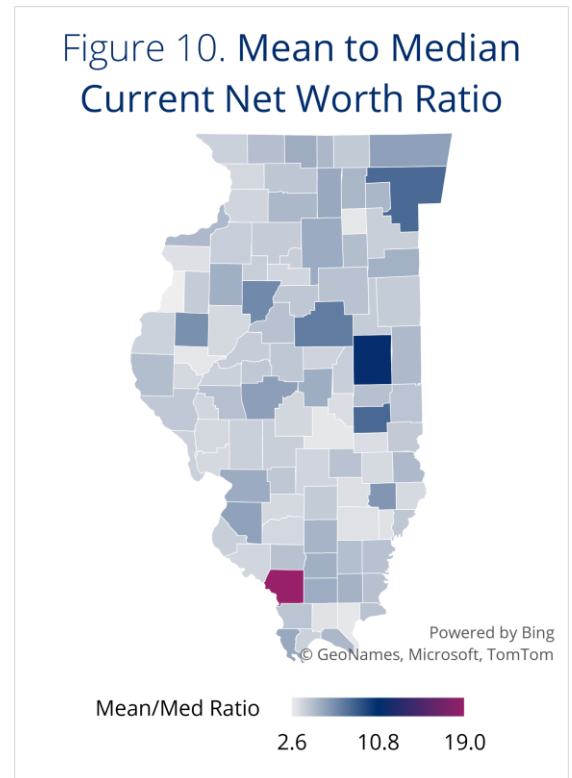 Figure 10. Mean to Median
Current Net Worth Ratio
Powered by Bing
© GeoNames, Microsoft, TomTom
Mean/Med Ratio
2.6 10.8 19.0